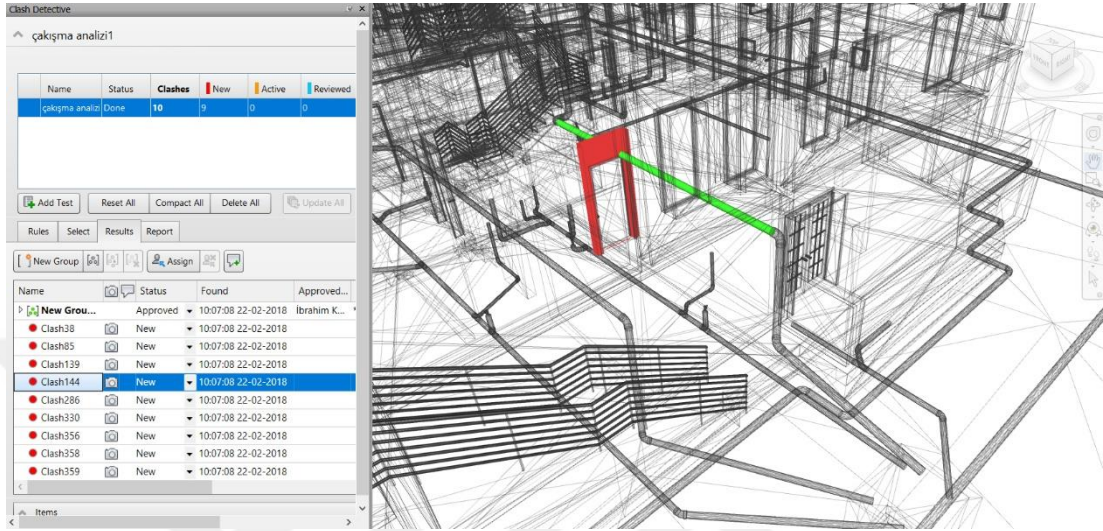 Clash Detective
çakışma analizi1
Name Status Clashes New Active Reviewed
çakışma analizi Done 10 9 0 0
Add Test Reset All Compact All Delete All Update All
Rules Select Results Report
New Group Assign
Name Status Found Approved...
New Grou... Approved 10:07:08 22-02-2018 İbrahim K...
Clash38 New 10:07:08 22-02-2018
Clash85 New 10:07:08 22-02-2018
Clash139 New 10:07:08 22-02-2018
Clash144 New 10:07:08 22-02-2018
Clash286 New 10:07:08 22-02-2018
Clash330 New 10:07:08 22-02-2018
Clash356 New 10:07:08 22-02-2018
Clash358 New 10:07:08 22-02-2018
Clash359 New 10:07:08 22-02-2018
Items